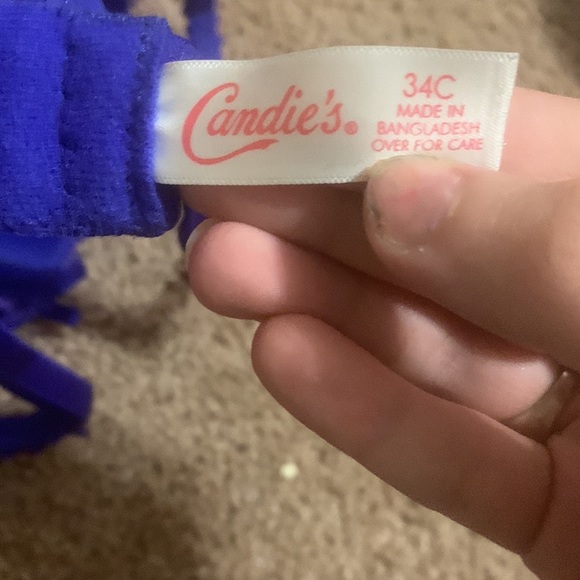 Candie's®
34C
MADE IN
BANGLADESH
OVER FOR CARE